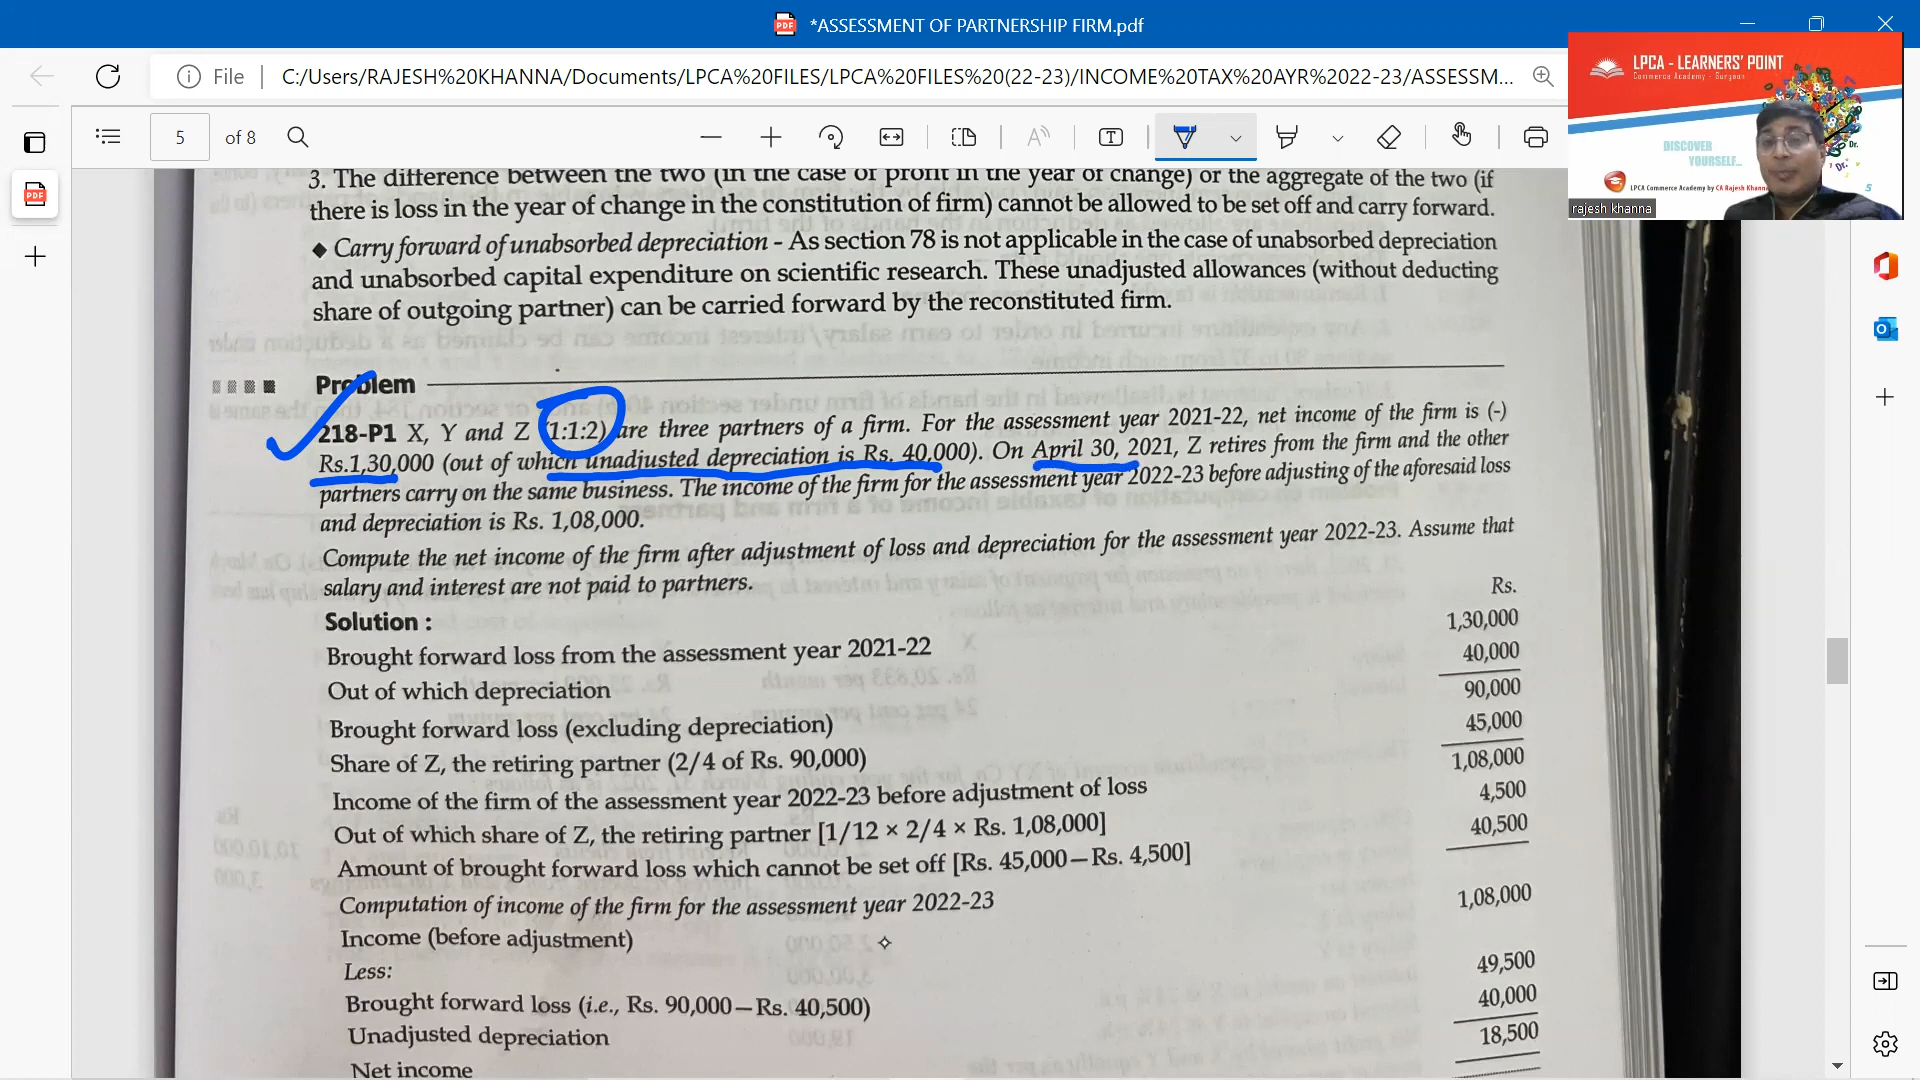 *ASSESSMENT OF PARTNERSHIP FIRM.pdf
File
C:/Users/RAJESH%20KHANNA/Documents/LPCA%20FILES/LPCA%20FILES%20(22-23)/INCOME%20TAX%20AYR%2022-23/ASSESSM...
5 of 8
LPCA - LEARNERS' POINT
Commerce Academy - Gurgaon
DISCOVER
YOURSELF...
LPCA Commerce Academy by CA Rajesh Khanna
5
rajesh khanna
3. The difference between the two (in the case of profit in the year of change) or the aggregate of the two (if
there is loss in the year of change in the constitution of firm) cannot be allowed to be set off and carry forward.
◆ Carry forward of unabsorbed depreciation - As section 78 is not applicable in the case of unabsorbed depreciation
and unabsorbed capital expenditure on scientific research. These unadjusted allowances (without deducting
share of outgoing partner) can be carried forward by the reconstituted firm.
Problem
218-P1 X, Y and Z (1:1:2) are three partners of a firm. For the assessment year 2021-22, net income of the firm is (-)
Rs.1,30,000 (out of which unadjusted depreciation is Rs. 40,000). On April 30, 2021, Z retires from the firm and the other
partners carry on the same business. The income of the firm for the assessment year 2022-23 before adjusting of the aforesaid loss
and depreciation is Rs. 1,08,000.
Compute the net income of the firm after adjustment of loss and depreciation for the assessment year 2022-23. Assume that
salary and interest are not paid to partners.
Rs.
Solution :
Brought forward loss from the assessment year 2021-22 1,30,000
Out of which depreciation 40,000
Brought forward loss (excluding depreciation) 90,000
Share of Z, the retiring partner (2/4 of Rs. 90,000) 45,000
Income of the firm of the assessment year 2022-23 before adjustment of loss 1,08,000
Out of which share of Z, the retiring partner [1/12 × 2/4 × Rs. 1,08,000] 4,500
Amount of brought forward loss which cannot be set off [Rs. 45,000 – Rs. 4,500] 40,500
Computation of income of the firm for the assessment year 2022-23
Income (before adjustment) 1,08,000
Less:
Brought forward loss (i.e., Rs. 90,000 – Rs. 40,500) 49,500
Unadjusted depreciation 40,000
Net income 18,500